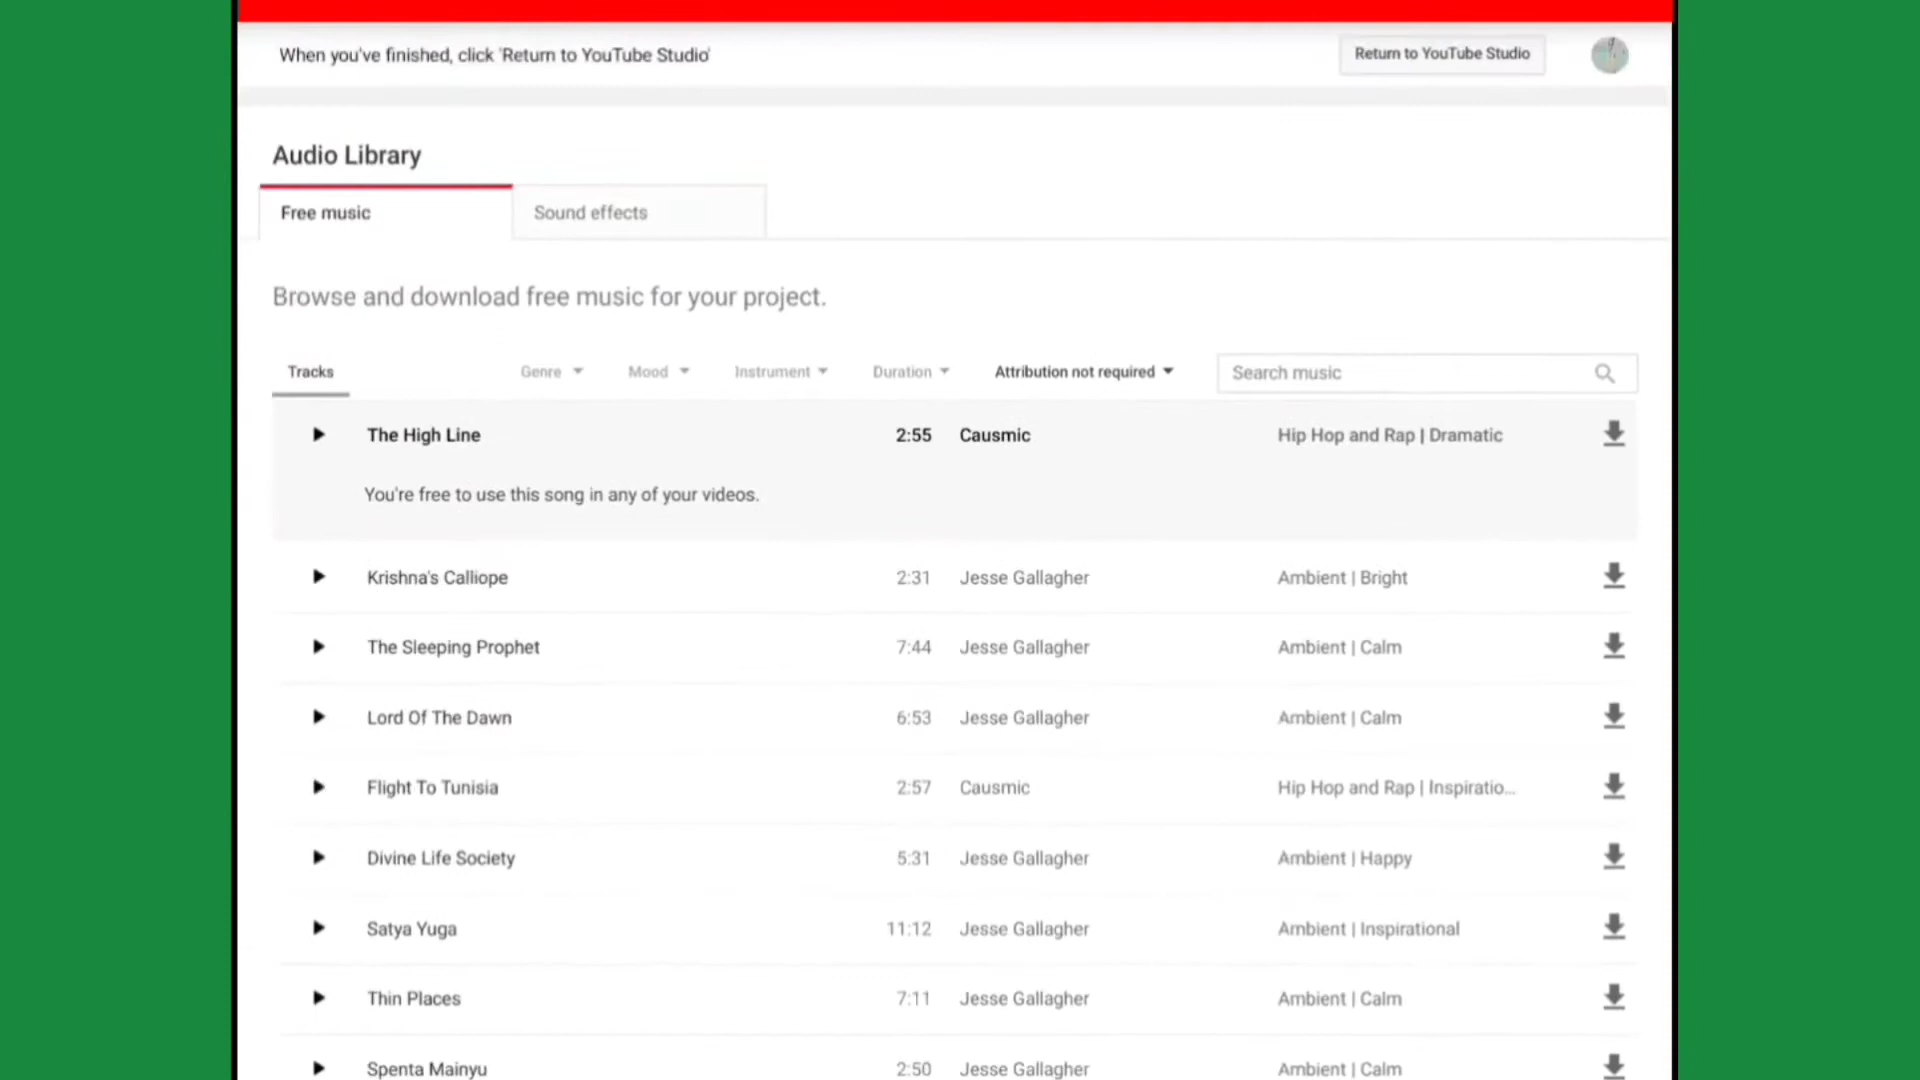 When you've finished, click 'Return to YouTube Studio'
Return to YouTube Studio
Audio Library
Free music
Sound effects
Browse and download free music for your project.
Tracks Genre Mood Instrument Duration Attribution not required Search music
The High Line 2:55 Causmic Hip Hop and Rap | Dramatic
You're free to use this song in any of your videos.
Krishna's Calliope 2:31 Jesse Gallagher Ambient | Bright
The Sleeping Prophet 7:44 Jesse Gallagher Ambient | Calm
Lord Of The Dawn 6:53 Jesse Gallagher Ambient | Calm
Flight To Tunisia 2:57 Causmic Hip Hop and Rap | Inspiratio...
Divine Life Society 5:31 Jesse Gallagher Ambient | Happy
Satya Yuga 11:12 Jesse Gallagher Ambient | Inspirational
Thin Places 7:11 Jesse Gallagher Ambient | Calm
Spenta Mainyu 2:50 Jesse Gallagher Ambient | Calm